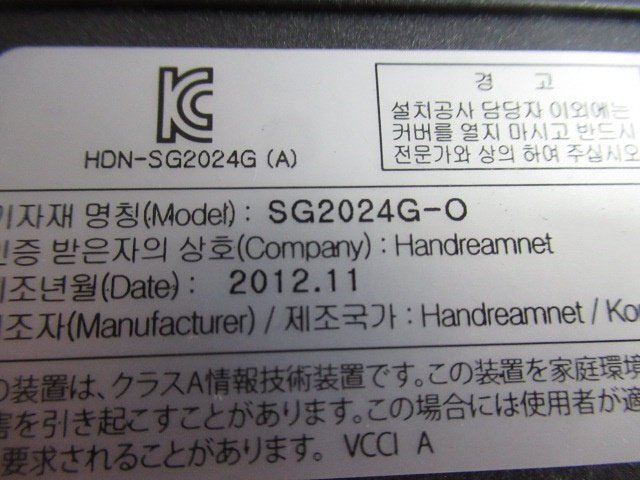 경 고
설치공사 담당자 이외에는
커버를 열지 마시고 반드시
전문가와 상의 하여 주십시오
HDN-SG2024G (A)
기자재 명칭(Model) : SG2024G-O
인증 받은자의 상호(Company) : Handreamnet
제조년월(Date) : 2012.11
제조자(Manufacturer) / 제조국가 : Handreamnet / Ko
の装置は、クラスA情報技術装置です。この装置を家庭環境
害を引き起こすことがあります。この場合には使用者が適
要求されることがあります。 VCCI A